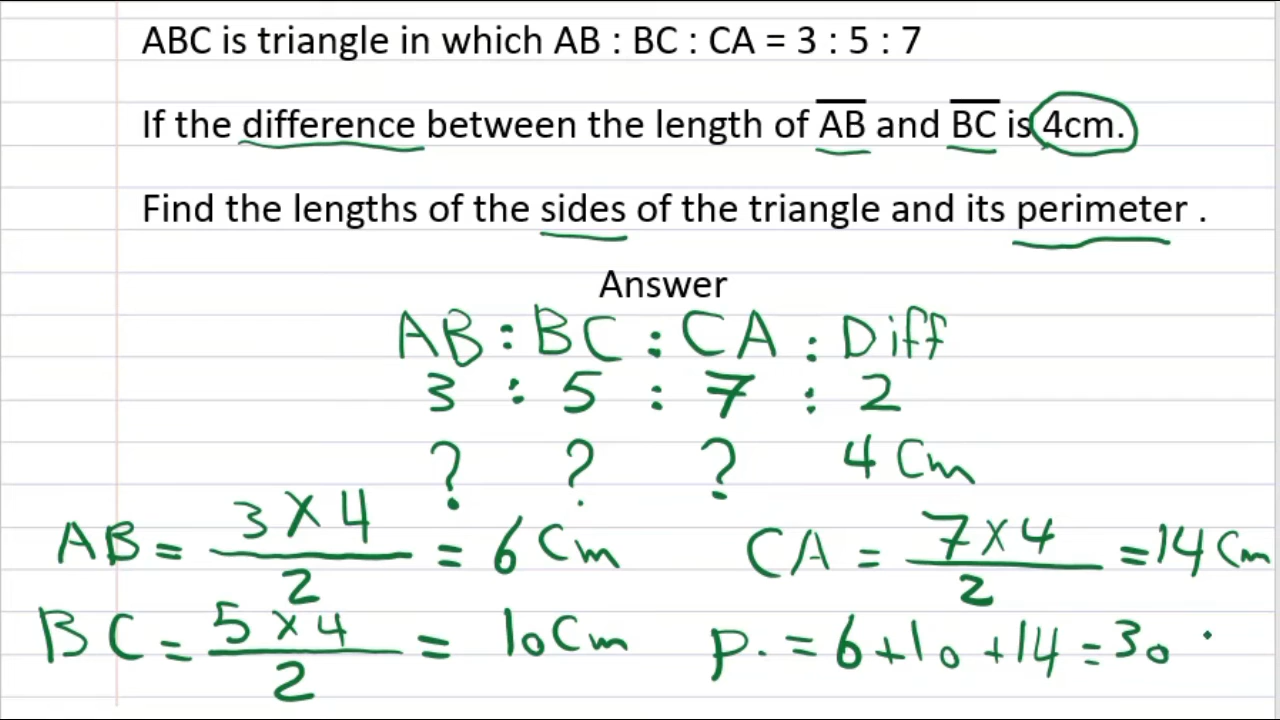 ABC is triangle in which AB : BC : CA = 3 : 5 : 7
If the difference between the length of AB and BC is 4cm.
Find the lengths of the sides of the triangle and its perimeter .
Answer
AB : BC : CA : Diff
3 : 5 : 7 : 2
? ? ? 4 Cm
AB = 3 × 4 / 2 = 6 Cm
CA = 7 × 4 / 2 = 14 Cm
BC = 5 × 4 / 2 = 10 Cm
p. = 6 + 10 + 14 = 30